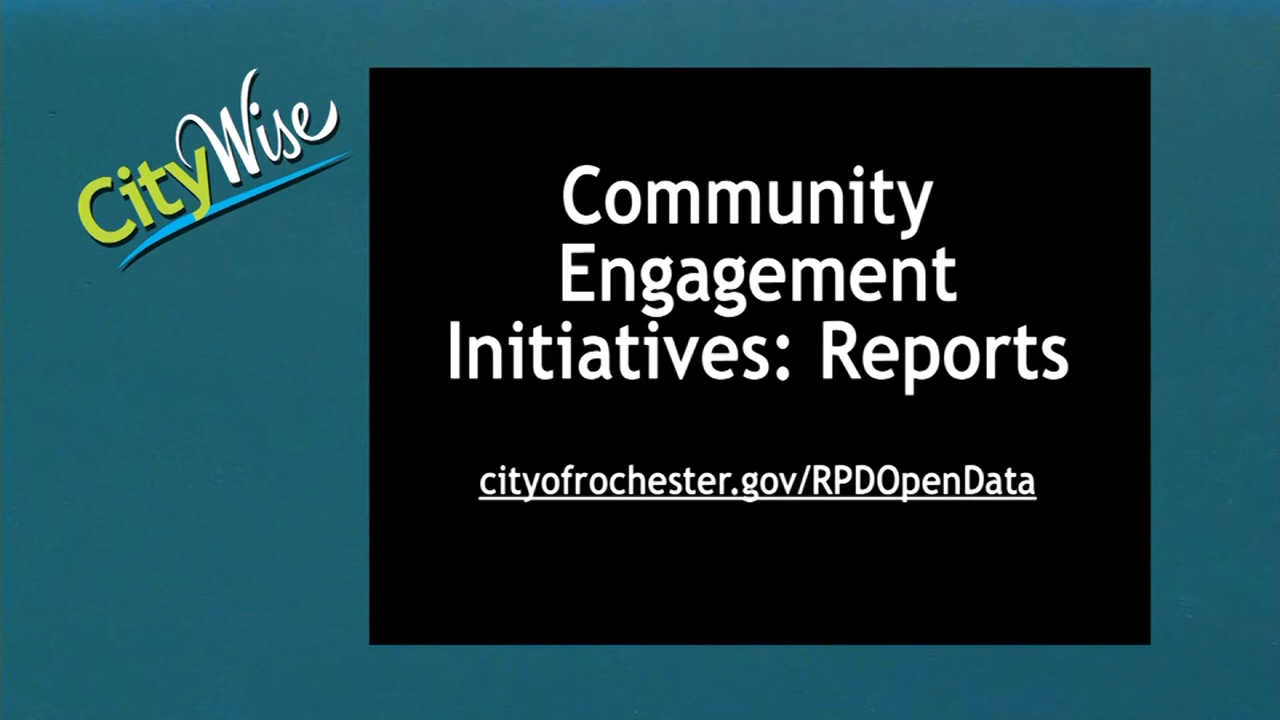 CityWise
Community
Engagement
Initiatives: Reports
cityofrochester.gov/RPDOpenData